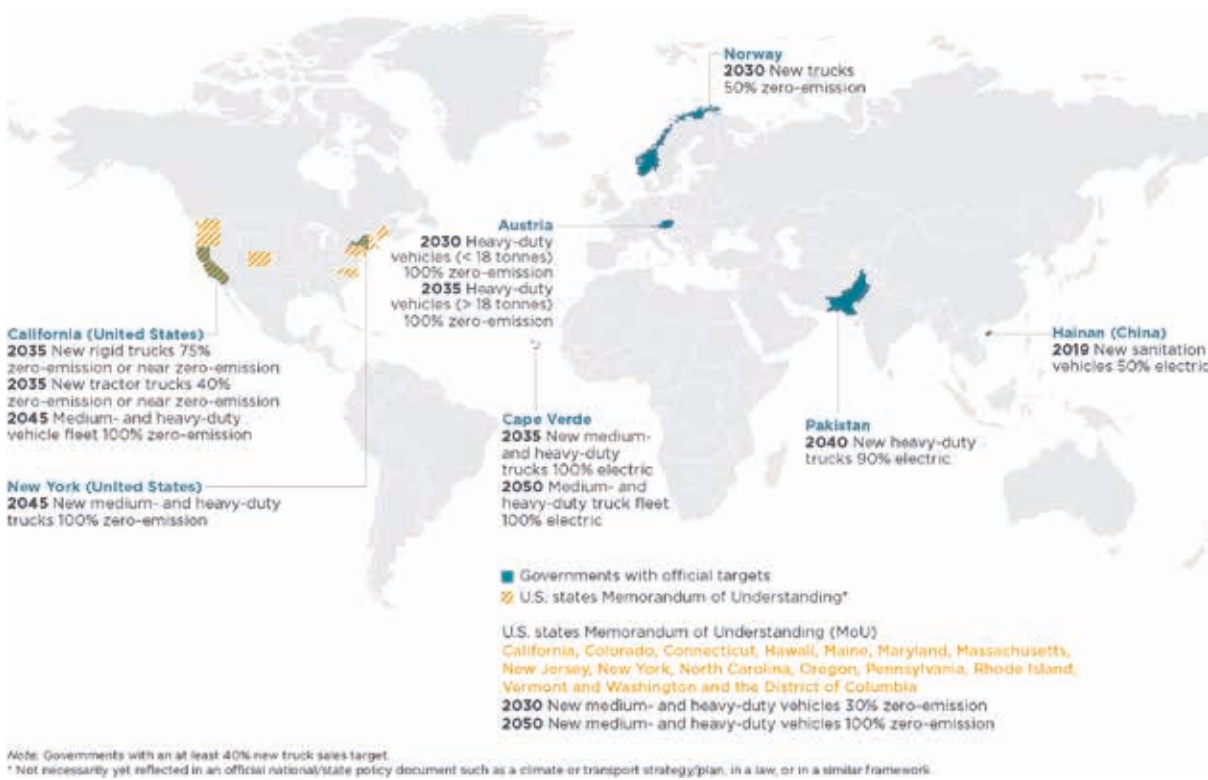 Norway
2030 New trucks
50% zero-emission
Austria
2030 Heavy-duty
vehicles (< 18 tonnes)
100% zero-emission
2035 Heavy-duty
vehicles (> 18 tonnes)
100% zero-emission
California (United States)
2035 New rigid trucks 75%
zero-emission or near zero-emission
2035 New tractor trucks 40%
zero-emission or near zero-emission
2045 Medium- and heavy-duty
vehicle fleet 100% zero-emission
New York (United States)
2045 New medium- and heavy-duty
trucks 100% zero-emission
Cape Verde
2035 New medium-
and heavy-duty
trucks 100% electric
2050 Medium- and
heavy-duty truck fleet
100% electric
Pakistan
2040 New heavy-duty
trucks 90% electric
Hainan (China)
2019 New sanitation
vehicles 50% electric
Governments with official targets
U.S. states Memorandum of Understanding*
U.S. states Memorandum of Understanding (MoU)
California, Colorado, Connecticut, Hawaii, Maine, Maryland, Massachusetts,
New Jersey, New York, North Carolina, Oregon, Pennsylvania, Rhode Island,
Vermont and Washington and the District of Columbia
2030 New medium- and heavy-duty vehicles 30% zero-emission
2050 New medium- and heavy-duty vehicles 100% zero-emission
Note: Governments with an at least 40% new truck sales target.
* Not necessarily yet reflected in an official national/state policy document such as a climate or transport strategy/plan, in a law, or in a similar framework